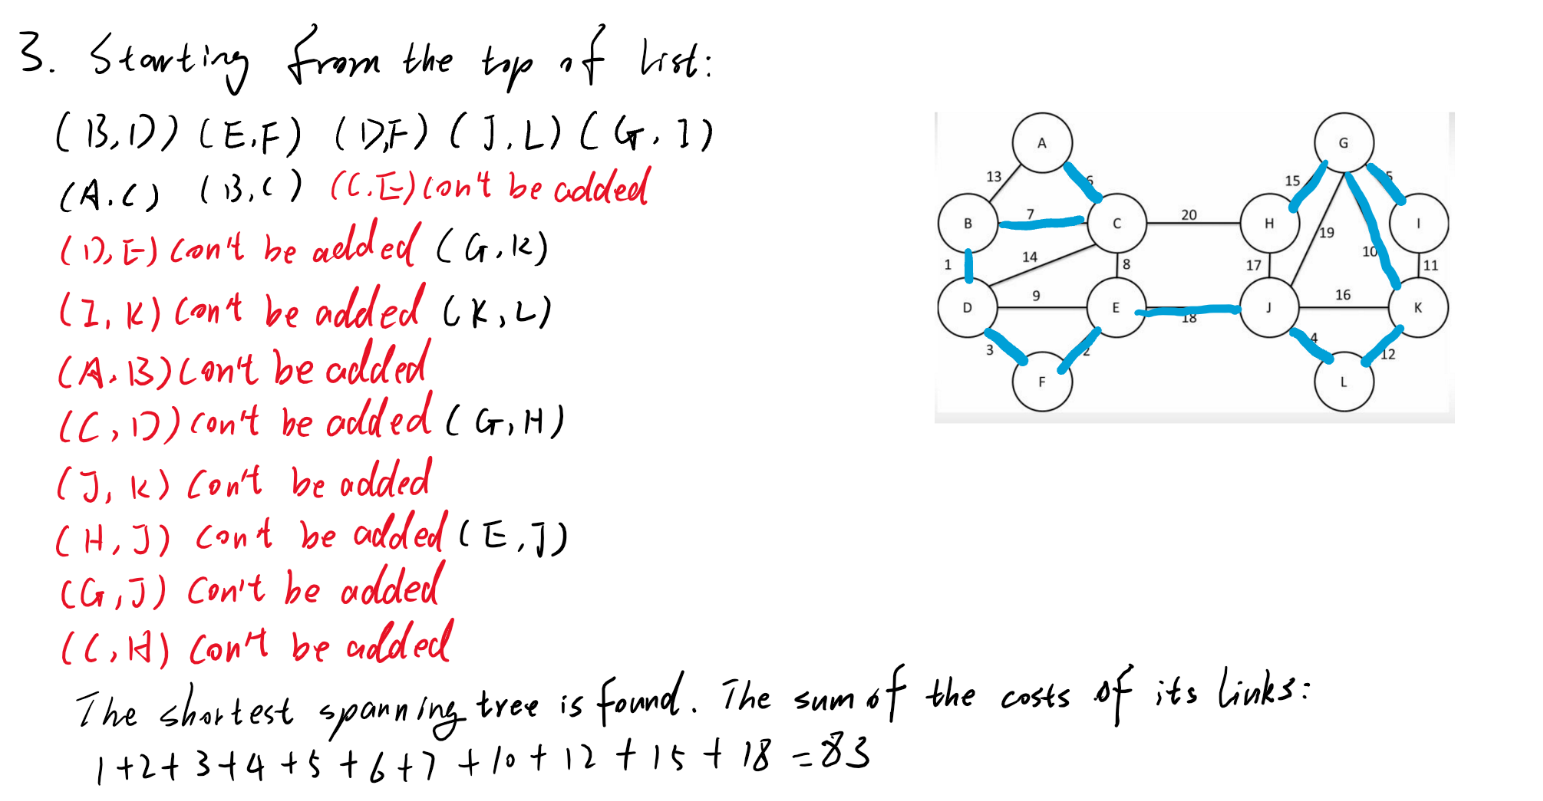 3. Starting from the top of list:
(B,D) (E,F) (D,F) (J,L) (G,I)
(A,C) (B,C) (C,E) can't be added
(D,E) can't be added (G,K)
(I,K) can't be added (K,L)
(A,B) can't be added
(C,D) can't be added (G,H)
(J,K) can't be added
(H,J) can't be added (E,J)
(G,J) can't be added
(C,H) can't be added
The shortest spanning tree is found. The sum of the costs of its links:
1+2+3+4+5+6+7+10+12+15+18=83
A G
13 6 15 5
B 7 C 20 H 19 I
1 14 8 17 10 11
D 9 E 18 J 16 K
3 2 4 12
F L